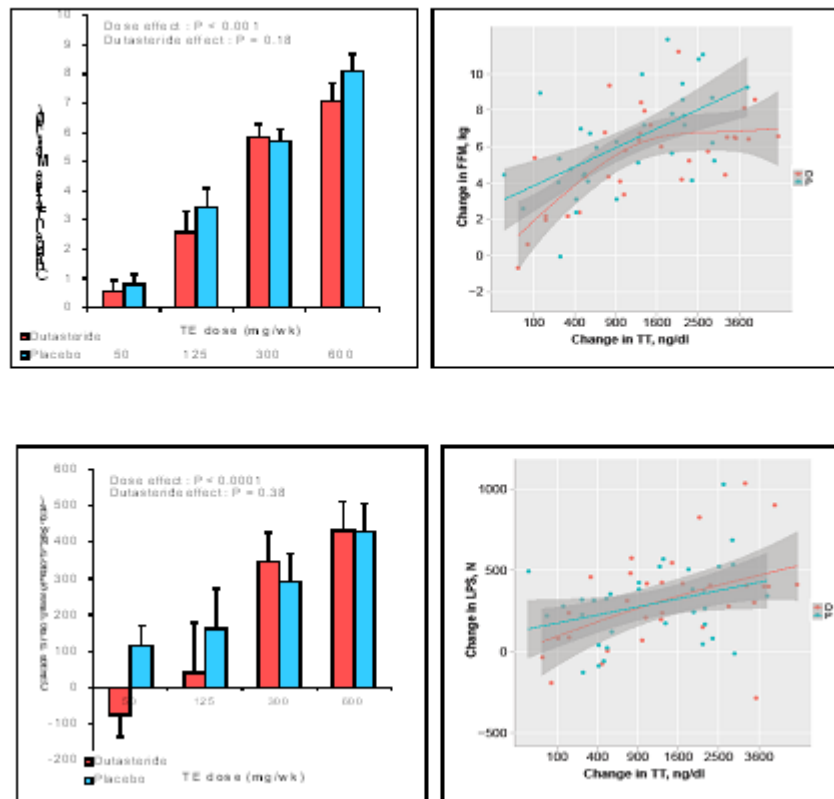 10
9
8
7
6
5
4
3
2
1
0
Dose effect : P < 0.001
Dutasteride effect : P = 0.18
TE dose (mg/wk)
Dutasteride
Placebo
50 125 300 600
Change in FFM, kg
10
8
6
4
2
0
−2
100 400 900 1600 2500 3600
Change in TT, ng/dl
600
500
400
300
200
100
0
-100
-200
Dose effect : P < 0.0001
Dutasteride effect : P = 0.38
50 125 300 600
Dutasteride
Placebo
TE dose (mg/wk)
Change in LPS, N
1000
500
0
−500
D
P
100 400 900 1600 2500 3600
Change in TT, ng/dl